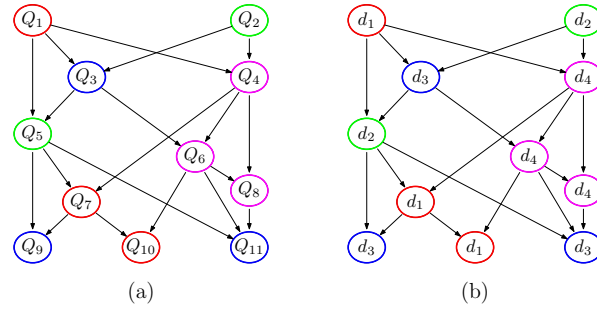 Q₁ Q₂ d₁ d₂
Q₃ Q₄ d₃ d₄
Q₅ d₂
Q₆ d₄
Q₈ d₄
Q₇ d₁
Q₉ Q₁₀ Q₁₁ d₃ d₁ d₃
(a) (b)